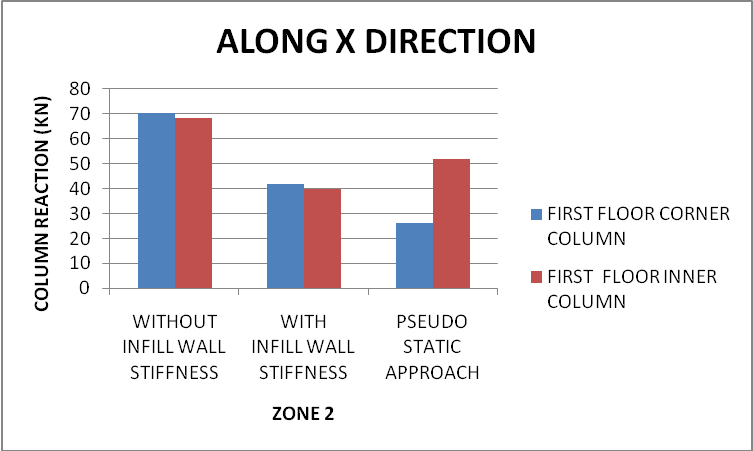 ALONG X DIRECTION
COLUMN REACTION (KN)
80
70
60
50
40
30
20
10
0
WITHOUT
INFILL WALL
STIFFNESS
WITH
INFILL WALL
STIFFNESS
PSEUDO
STATIC
APPROACH
ZONE 2
FIRST FLOOR CORNER
COLUMN
FIRST FLOOR INNER
COLUMN